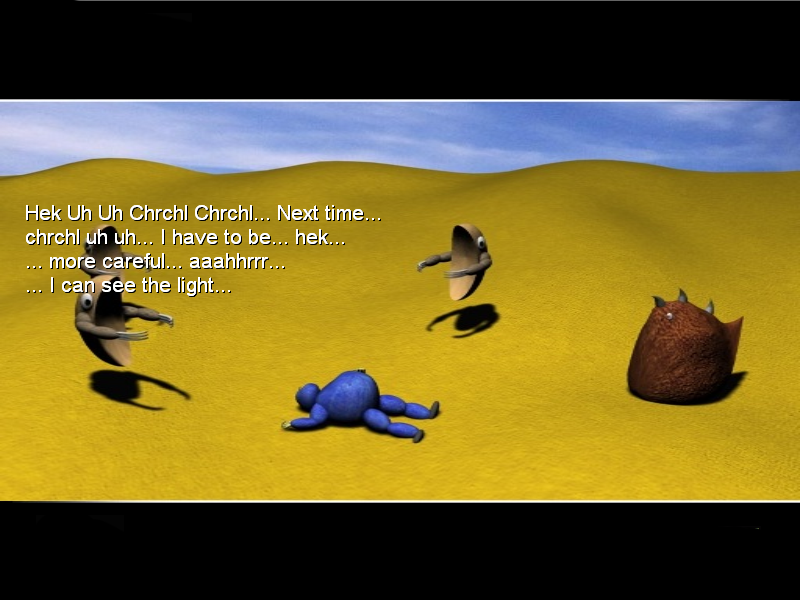 Hek Uh Uh Chrchl Chrchl... Next time...
chrchl uh uh... I have to be... hek...
... more careful... aaahhrrr...
... I can see the light...